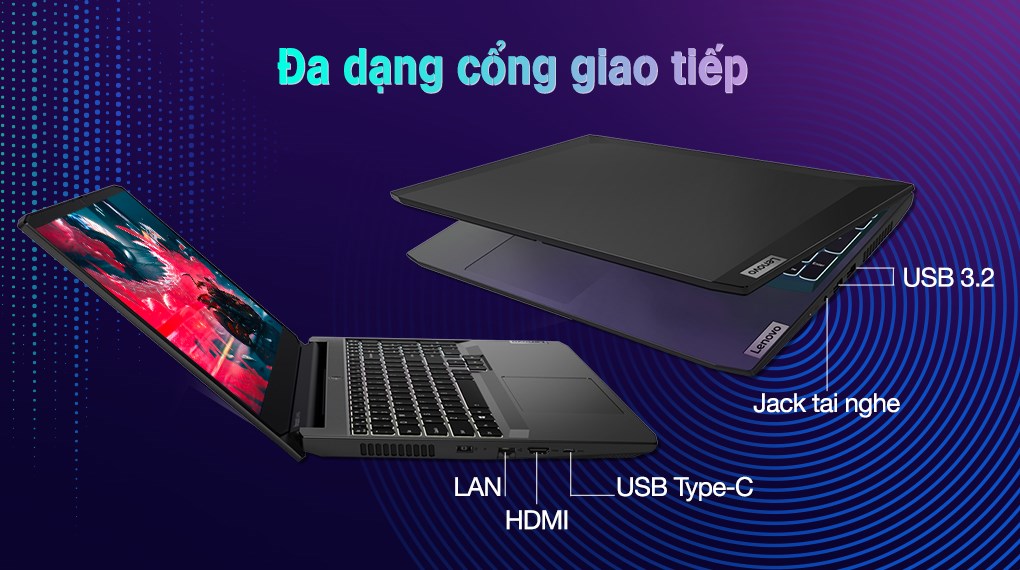 Đa dạng cổng giao tiếp
Lenovo
USB 3.2
Lenovo
Jack tai nghe
LAN
USB Type-C
HDMI